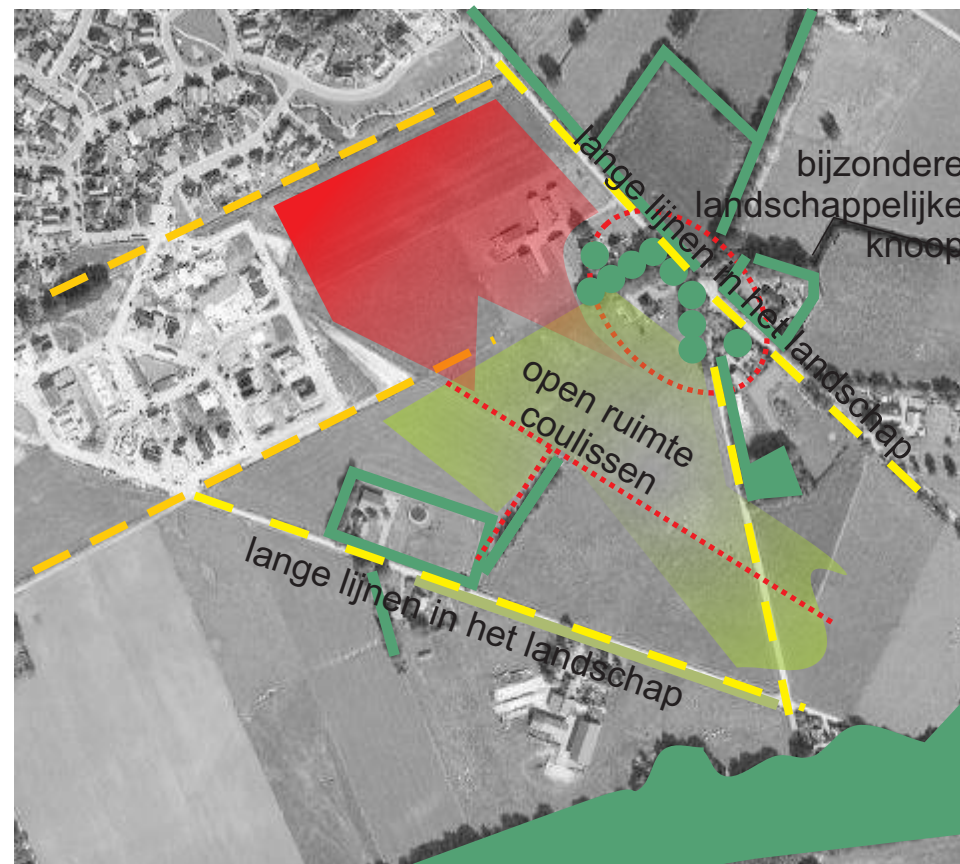 lange lijnen in het landschap
bijzondere
landschappelijke
knoop
open ruimte
coulissen
lange lijnen in het landschap